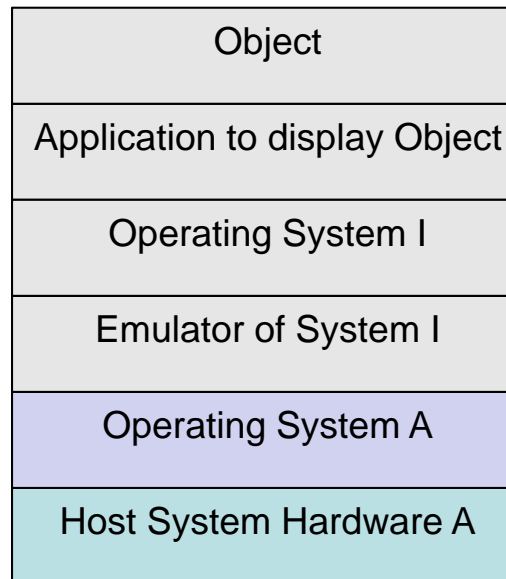 Object
Application to display Object
Operating System I
Emulator of System I
Operating System A
Host System Hardware A